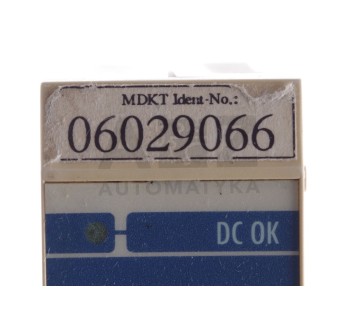 MDKT Ident-No.:
06029066
AUTOMATYKA
DC OK